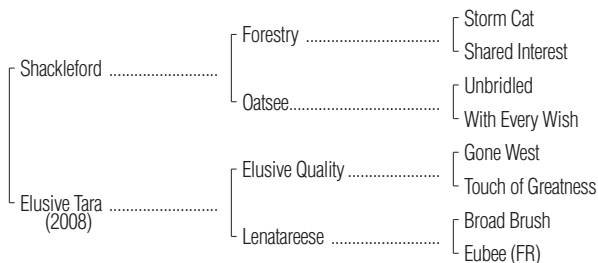 Storm Cat
Forestry
Shared Interest
Shackleford
Unbridled
Oatsee
With Every Wish
Gone West
Elusive Quality
Touch of Greatness
Elusive Tara
(2008)
Broad Brush
Lenatareese
Eubee (FR)